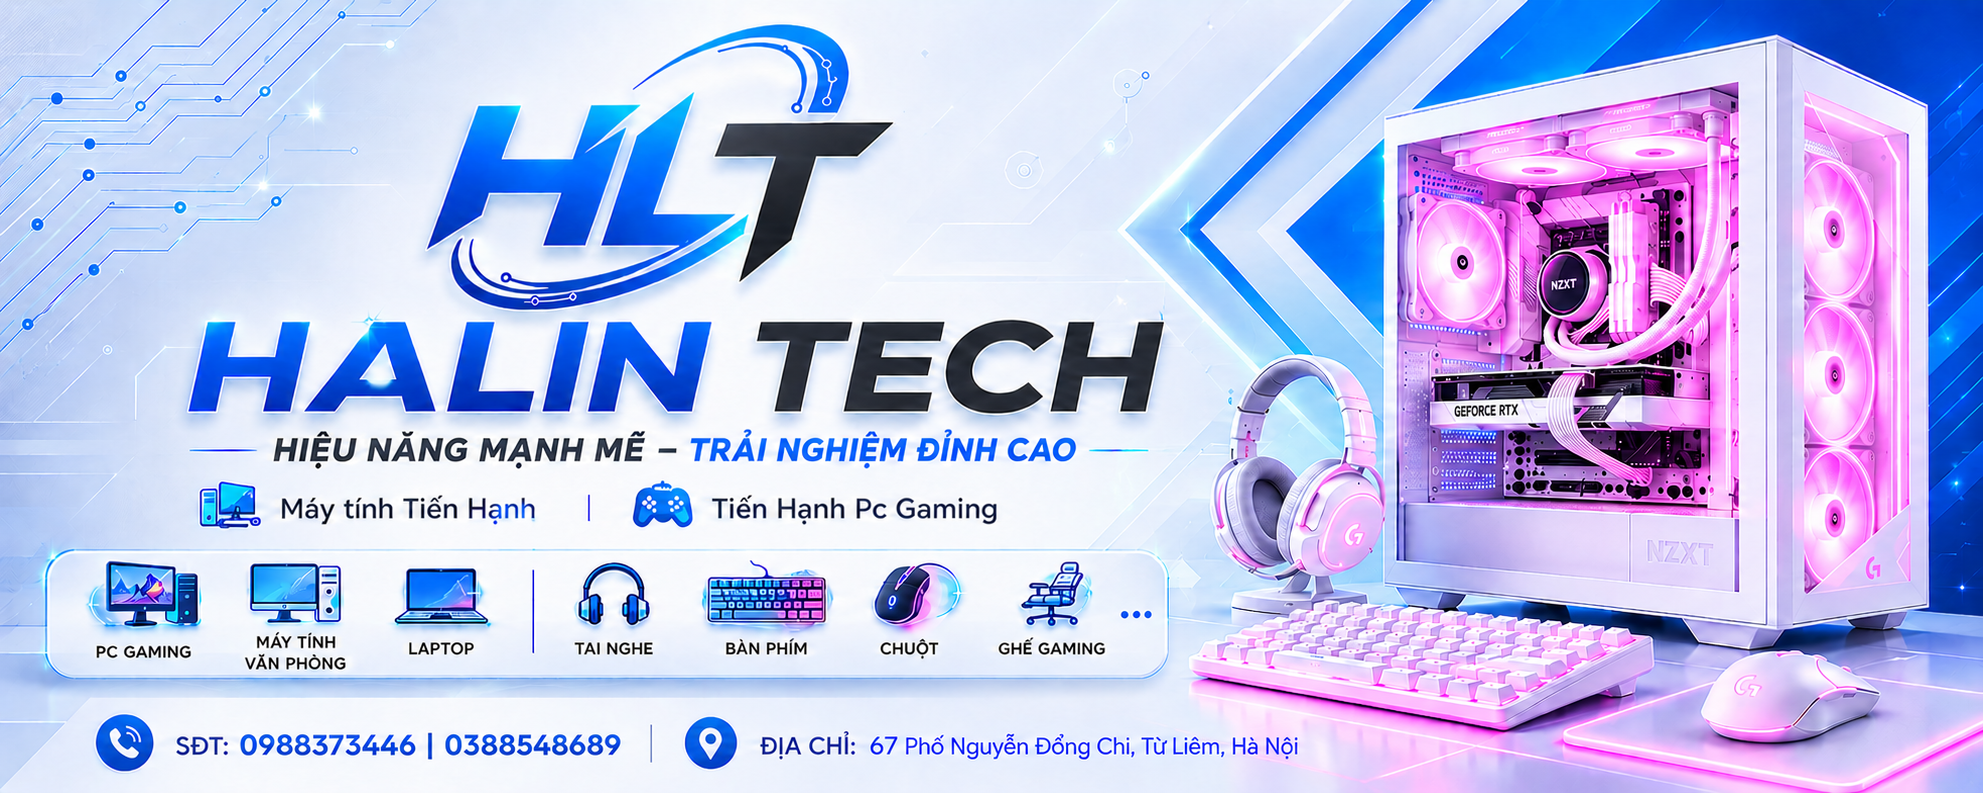 HLT
HALIN TECH
HIỆU NĂNG MẠNH MẼ – TRẢI NGHIỆM ĐỈNH CAO
Máy tính Tiến Hạnh | Tiến Hạnh Pc Gaming
PC GAMING
MÁY TÍNH
VĂN PHÒNG
LAPTOP
TAI NGHE
BÀN PHÍM
CHUỘT
GHẾ GAMING
...
SĐT: 0988373446 | 0388548689
ĐỊA CHỈ: 67 Phố Nguyễn Đổng Chi, Từ Liêm, Hà Nội
NZXT
GEFORCE RTX
NZXT
G
G
G